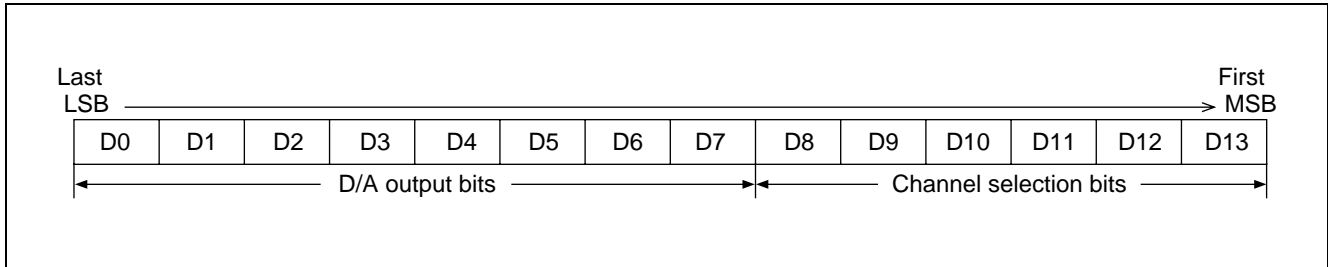 Last First
LSB MSB
D0 D1 D2 D3 D4 D5 D6 D7 D8 D9 D10 D11 D12 D13
D/A output bits Channel selection bits